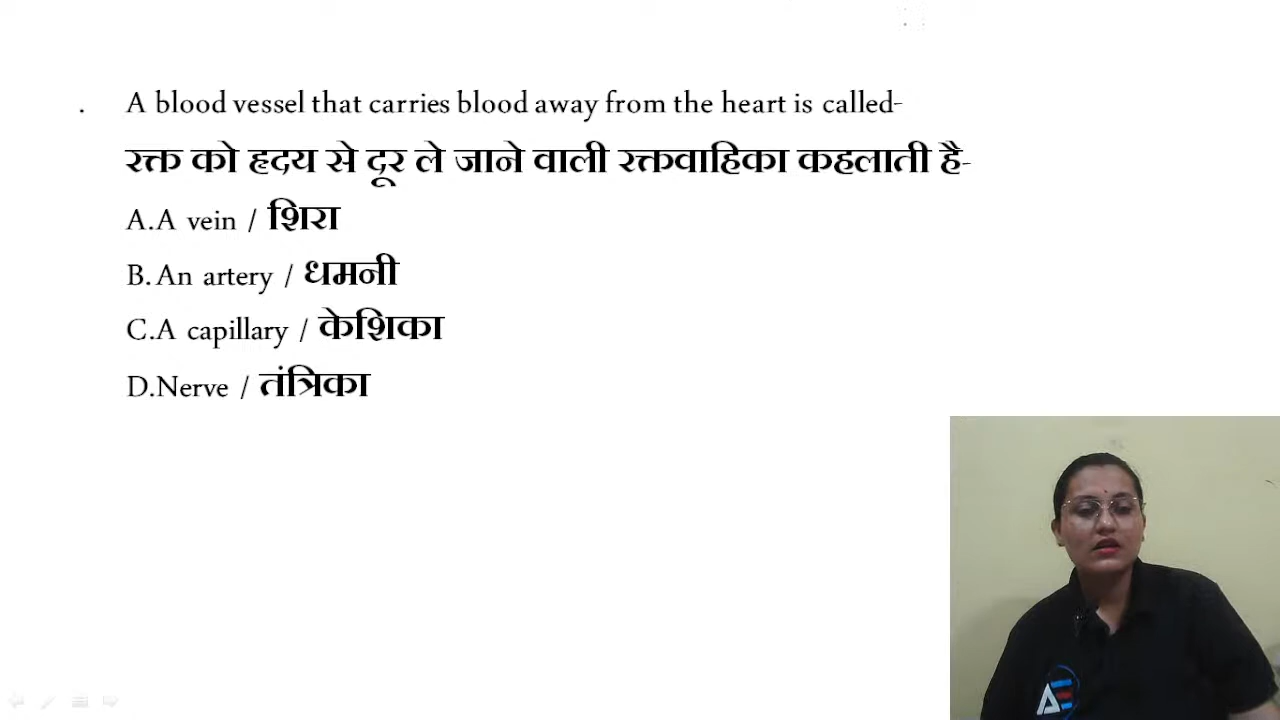 . A blood vessel that carries blood away from the heart is called-
रक्त को हृदय से दूर ले जाने वाली रक्तवाहिका कहलाती है-
A.A vein / शिरा
B.An artery / धमनी
C.A capillary / केशिका
D.Nerve / तंत्रिका